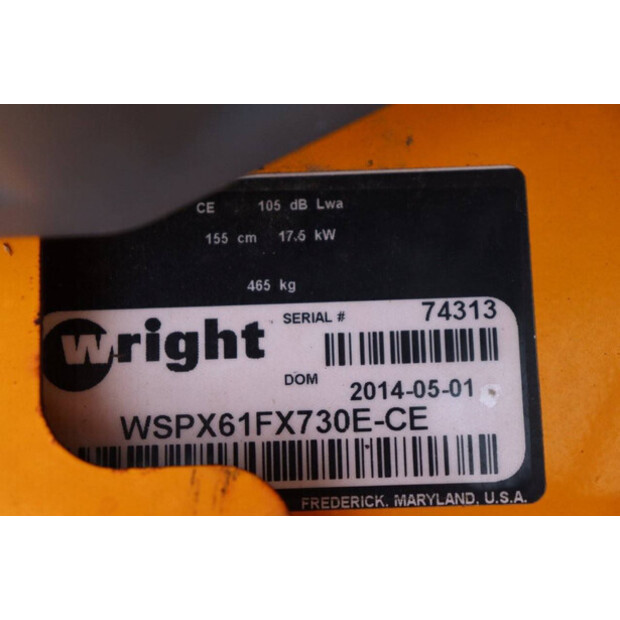 CE 105 dB Lwa
155 cm 17.5 kW
465 kg
wright SERIAL # 74313
DOM 2014-05-01
WSPX61FX730E-CE
FREDERICK, MARYLAND, U.S.A.